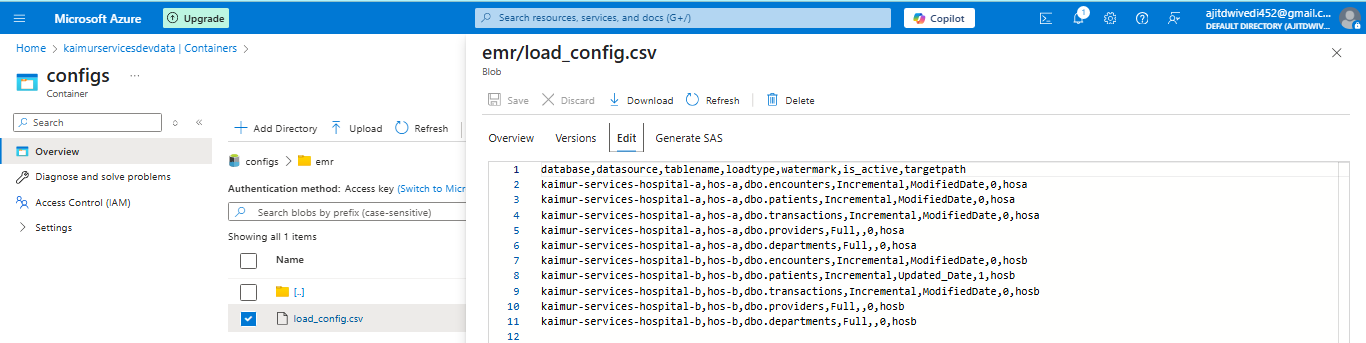 Microsoft Azure
Upgrade
Search resources, services, and docs (G+/)
Copilot
1
ajitdwivedi452@gmail.c...
DEFAULT DIRECTORY (AJITDWIV...
Home > kaimurservicesdevdata | Containers >
configs ...
Container
Search
Overview
Diagnose and solve problems
Access Control (IAM)
Settings
Add Directory
Upload
Refresh
configs > emr
Authentication method: Access key (Switch to Micr
Search blobs by prefix (case-sensitive)
Showing all 1 items
Name
[..]
load_config.csv
emr/load_config.csv
Blob
Save
Discard
Download
Refresh
Delete
Overview
Versions
Edit
Generate SAS
1 database,datasource,tablename,loadtype,watermark,is_active,targetpath
2 kaimur-services-hospital-a,hos-a,dbo.encounters,Incremental,ModifiedDate,0,hosa
3 kaimur-services-hospital-a,hos-a,dbo.patients,Incremental,ModifiedDate,0,hosa
4 kaimur-services-hospital-a,hos-a,dbo.transactions,Incremental,ModifiedDate,0,hosa
5 kaimur-services-hospital-a,hos-a,dbo.providers,Full,,0,hosa
6 kaimur-services-hospital-a,hos-a,dbo.departments,Full,,0,hosa
7 kaimur-services-hospital-b,hos-b,dbo.encounters,Incremental,ModifiedDate,0,hosb
8 kaimur-services-hospital-b,hos-b,dbo.patients,Incremental,Updated_Date,1,hosb
9 kaimur-services-hospital-b,hos-b,dbo.transactions,Incremental,ModifiedDate,0,hosb
10 kaimur-services-hospital-b,hos-b,dbo.providers,Full,,0,hosb
11 kaimur-services-hospital-b,hos-b,dbo.departments,Full,,0,hosb
12